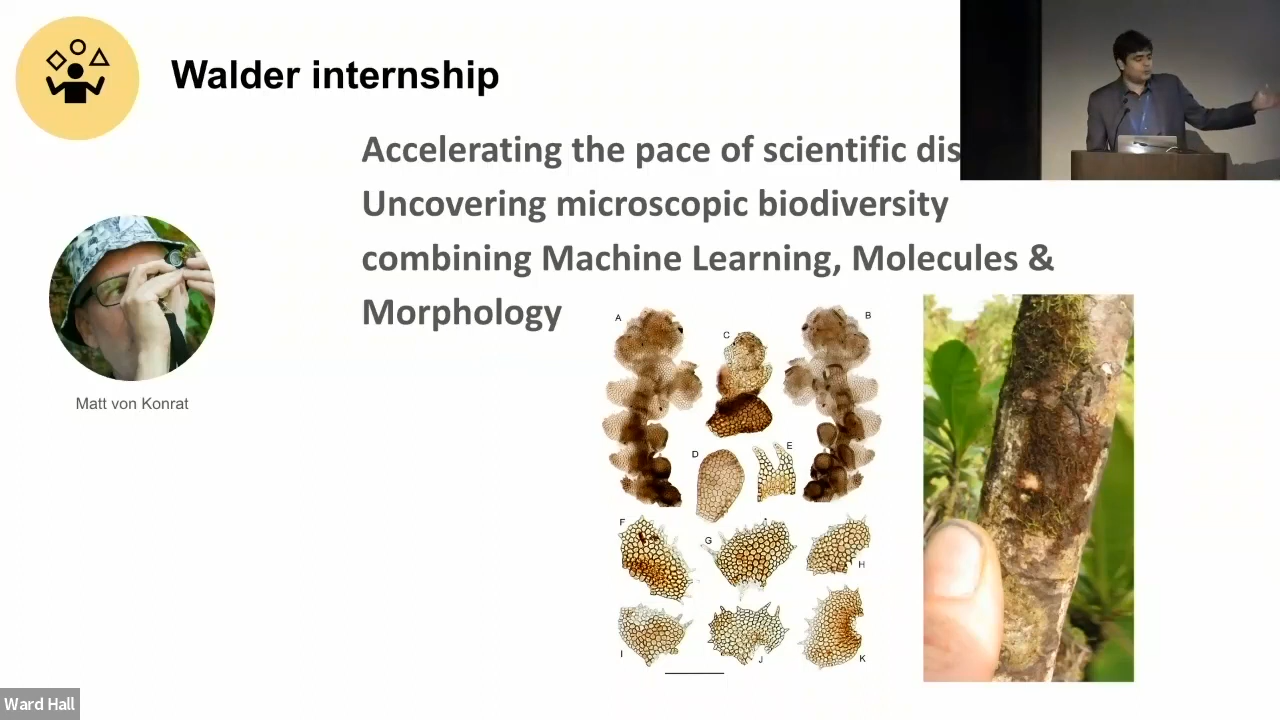 Walder internship
Accelerating the pace of scientific
Uncovering microscopic biodiversity
combining Machine Learning, Molecules &
Morphology
Matt von Konrat
A
B
C
D
E
F
G
H
I
J
K
Ward Hall